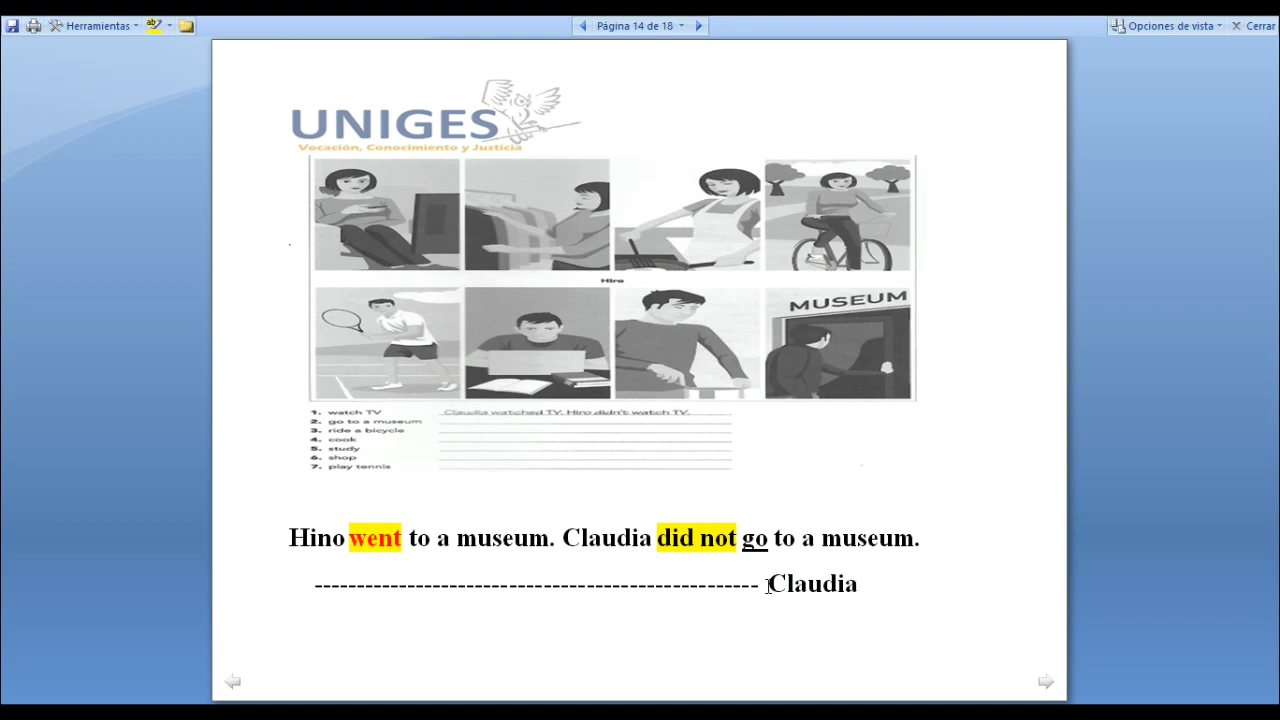 Herramientas
Página 14 de 18
Opciones de vista
Cerrar
UNIGES
Vocación, Conocimiento y Justicia
Hiro
MUSEUM
1. watch TV Claudia watched TV. Hiro didn't watch TV.
2. go to a museum
3. ride a bicycle
4. cook
5. study
6. shop
7. play tennis
Hino went to a museum. Claudia did not go to a museum.
----------------------------------------------------- Claudia